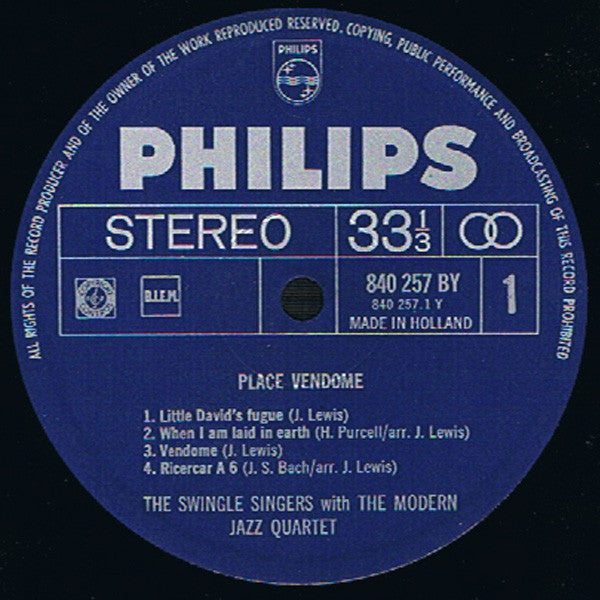 ALL RIGHTS OF THE RECORD PRODUCER AND OF THE OWNER OF THE WORK REPRODUCED RESERVED. COPYING, PUBLIC PERFORMANCE AND BROADCASTING OF THIS RECORD PROHIBITED
PHILIPS
PHILIPS
STEREO 33⅓
B.I.E.M. 840 257 BY 1
840 257.1 Y
MADE IN HOLLAND
PLACE VENDOME
1. Little David's fugue (J. Lewis)
2. When I am laid in earth (H. Purcell/arr. J. Lewis)
3. Vendome (J. Lewis)
4. Ricercar A 6 (J. S. Bach/arr. J. Lewis)
THE SWINGLE SINGERS with THE MODERN
JAZZ QUARTET